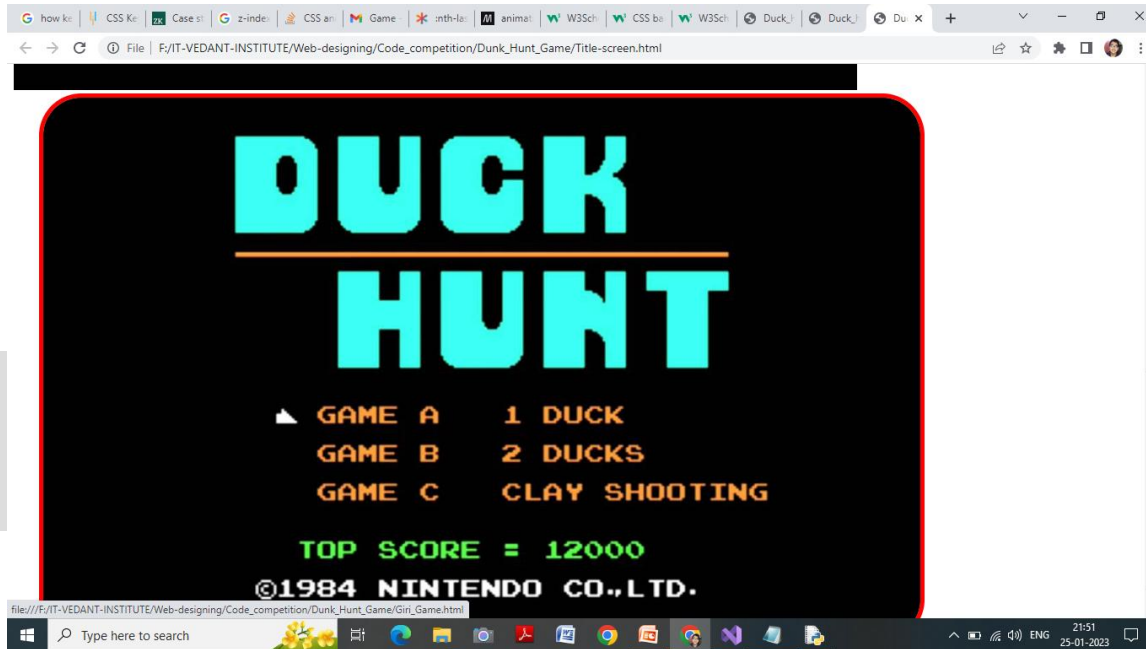 how ke CSS Ke Case st z-inde CSS an Game - :nth-la animat W3Sch CSS ba W3Sch Duck_H Duck_H Du
File F:/IT-VEDANT-INSTITUTE/Web-designing/Code_competition/Dunk_Hunt_Game/Title-screen.html
DUCK
HUNT
GAME A 1 DUCK
GAME B 2 DUCKS
GAME C CLAY SHOOTING
TOP SCORE = 12000
©1984 NINTENDO CO.,LTD.
file:///F:/IT-VEDANT-INSTITUTE/Web-designing/Code_competition/Dunk_Hunt_Game/Giri_Game.html
Type here to search
ENG
21:51
25-01-2023